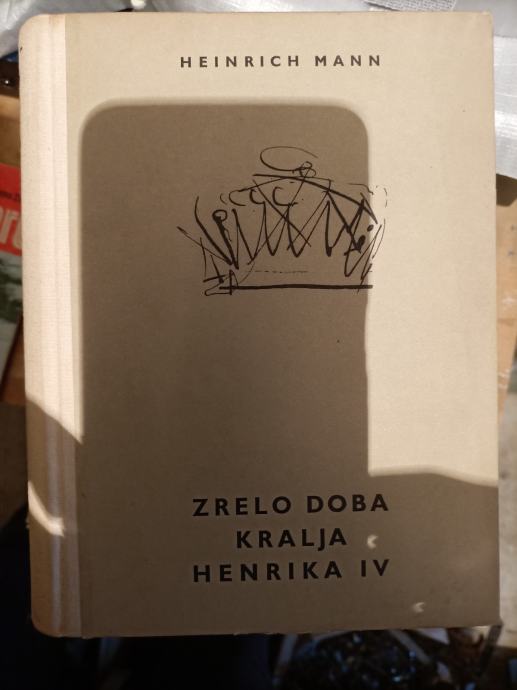 HEINRICH MANN
ZRELO DOBA
KRALJA
HENRIKA IV